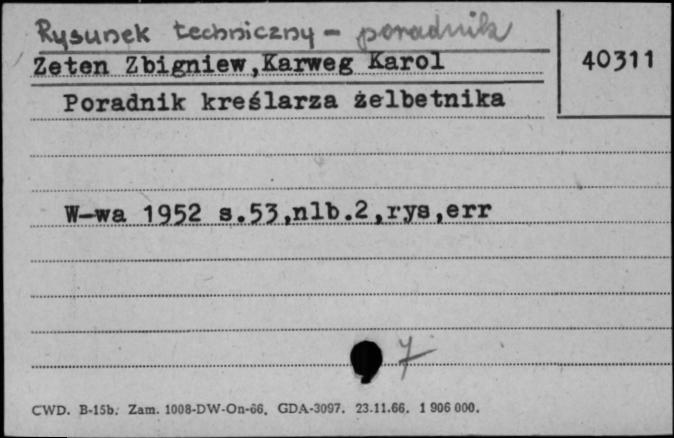 Rysunek techniczny - poradnik
Zeten Zbigniew,Karweg Karol
40311
Poradnik kreślarza żelbetnika
W-wa 1952 s.53,nlb.2,rys,err
7
CWD. B-15b. Zam. 1008-DW-On-66. GDA-3097. 23.11.66. 1 906 000.